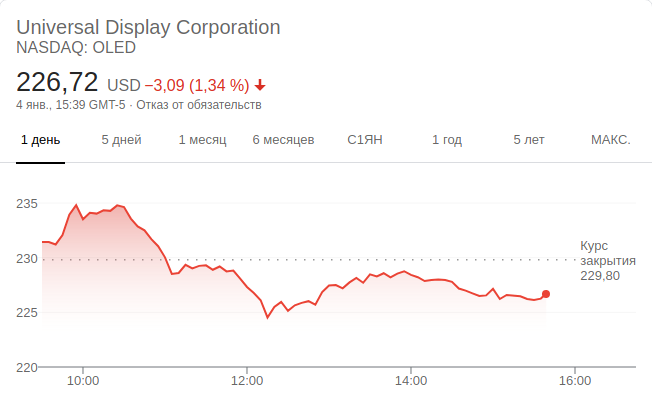 Universal Display Corporation
NASDAQ: OLED
226,72 USD −3,09 (1,34 %)
4 янв., 15:39 GMT-5 · Отказ от обязательств
1 день 5 дней 1 месяц 6 месяцев С1ЯН 1 год 5 лет МАКС.
235
230
225
220
Курс
закрытия
229,80
10:00 12:00 14:00 16:00